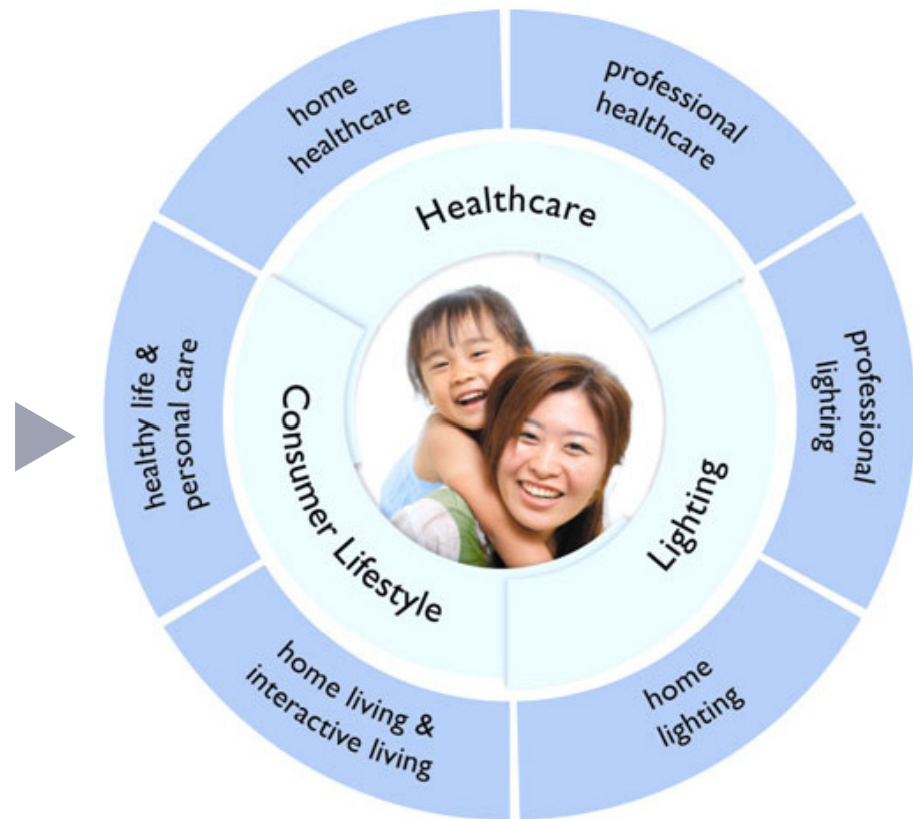 home
healthcare
professional
healthcare
Healthcare
healthy life &
personal care
Consumer Lifestyle
Lighting
professional
lighting
home living &
interactive living
home
lighting